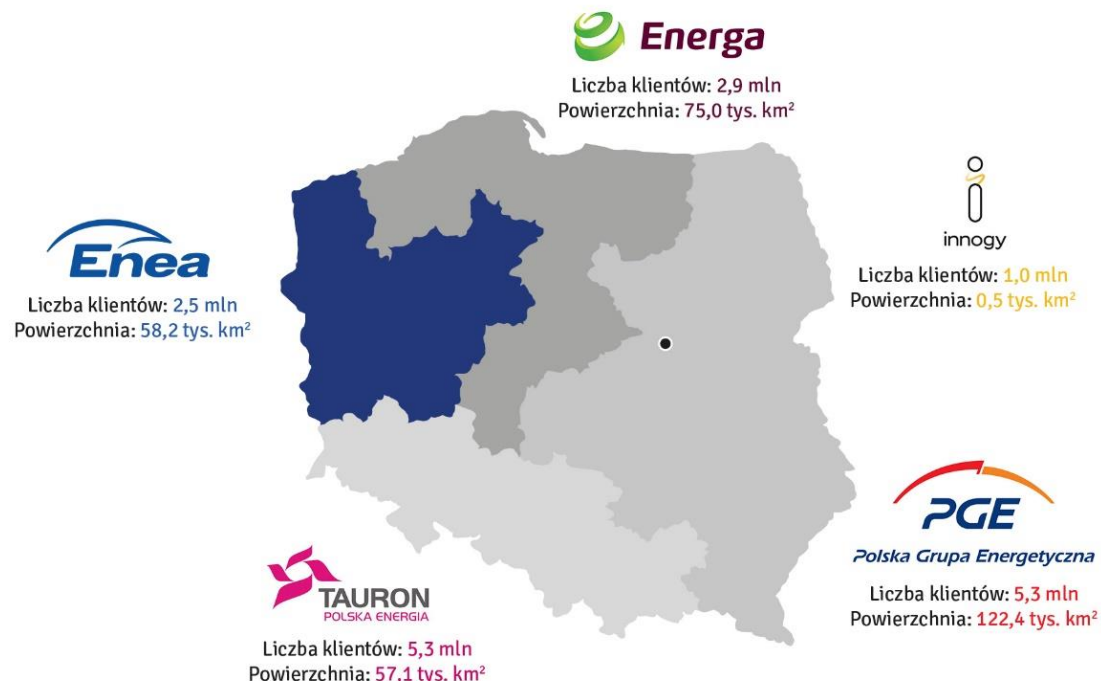 Energa
Liczba klientów: 2,9 mln
Powierzchnia: 75,0 tys. km²
innogy
Liczba klientów: 1,0 mln
Powierzchnia: 0,5 tys. km²
Enea
Liczba klientów: 2,5 mln
Powierzchnia: 58,2 tys. km²
PGE
Polska Grupa Energetyczna
Liczba klientów: 5,3 mln
Powierzchnia: 122,4 tys. km²
TAURON
POLSKA ENERGIA
Liczba klientów: 5,3 mln
Powierzchnia: 57,1 tys. km²